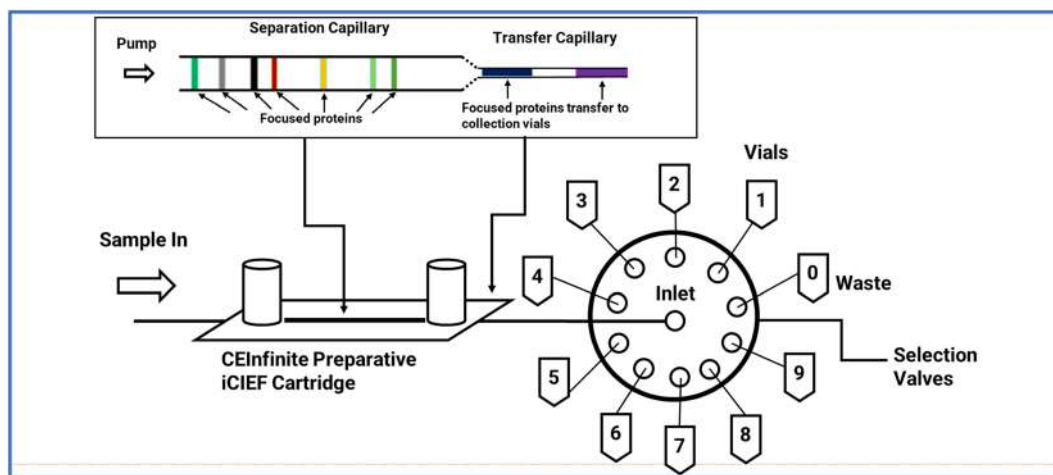 Separation Capillary
Transfer Capillary
Pump
Focused proteins
Focused proteins transfer to
collection vials
Vials
3
2
1
Sample In
4
0
Inlet
Waste
CEInfinite Preparative
iCIEF Cartridge
5
9
Selection
Valves
6
7
8